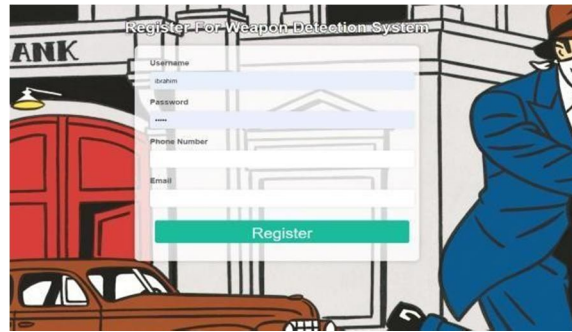 Register For Weapon Detection System
ANK
Username
ibrahim
Password
•••••
Phone Number
Email
Register